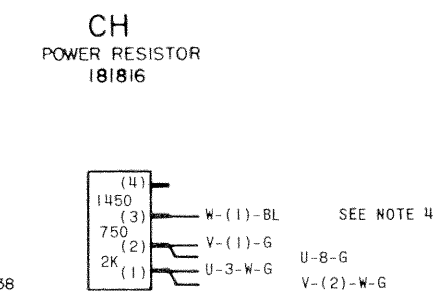 CH
POWER RESISTOR
181816
(4)
1450
(3) W-(1)-BL SEE NOTE 4
750
(2) V-(1)-G
U-8-G
2K
(1) U-3-W-G
V-(2)-W-G
38